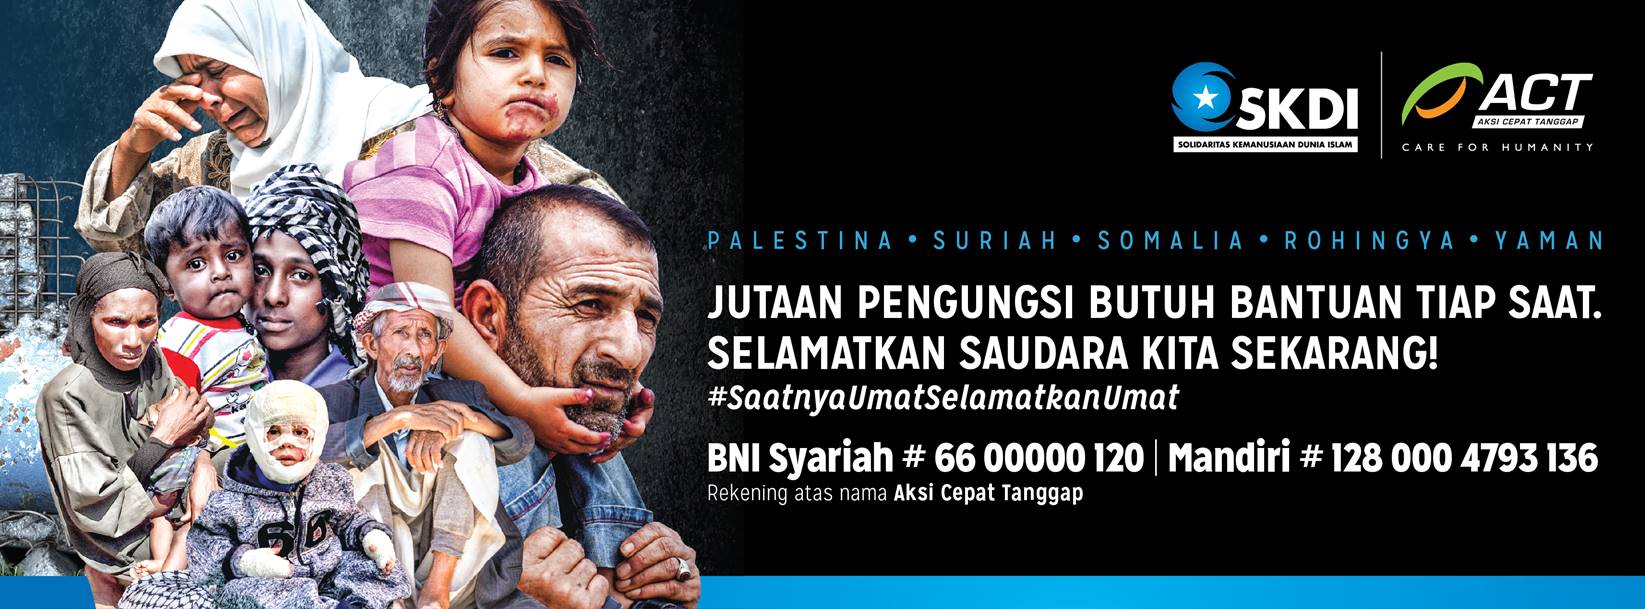 SKDI
SOLIDARITAS KEMANUSIAAN DUNIA ISLAM
ACT
AKSI CEPAT TANGGAP
CARE FOR HUMANITY
PALESTINA • SURIAH • SOMALIA • ROHINGYA • YAMAN
JUTAAN PENGUNGSI BUTUH BANTUAN TIAP SAAT.
SELAMATKAN SAUDARA KITA SEKARANG!
#SaatnyaUmatSelamatkanUmat
BNI Syariah # 66 00000 120 | Mandiri # 128 000 4793 136
Rekening atas nama Aksi Cepat Tanggap